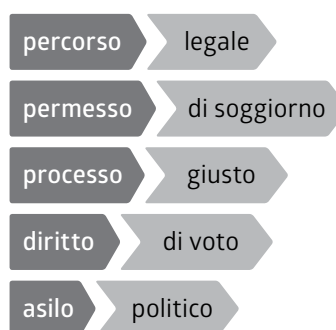 percorso legale
permesso di soggiorno
processo giusto
diritto di voto
asilo politico